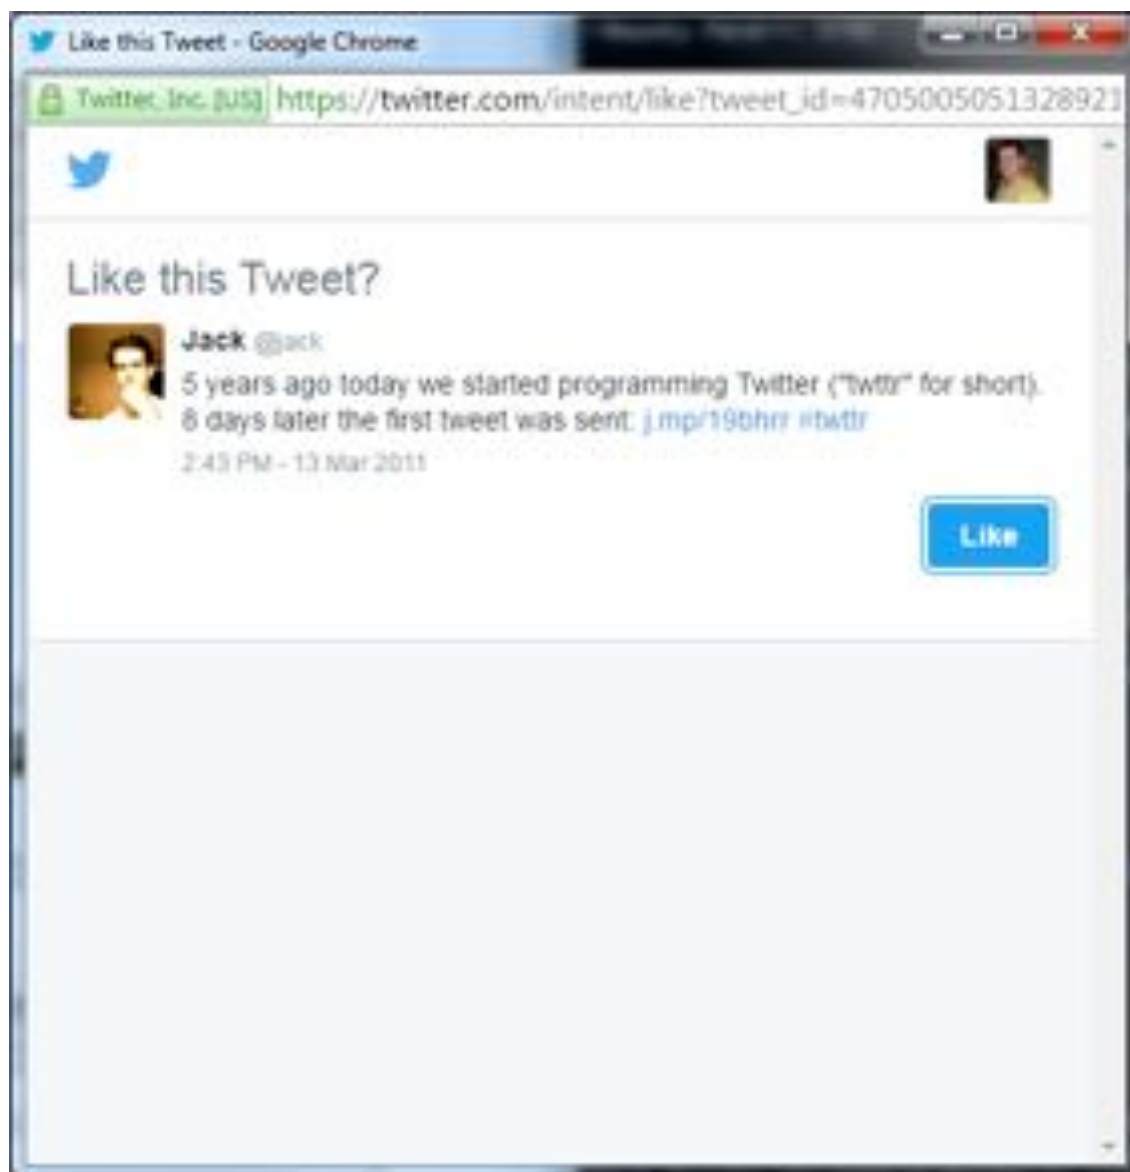 Like this Tweet - Google Chrome
Twitter, Inc. [US] https://twitter.com/intent/like?tweet_id=4705005051328921
Like this Tweet?
Jack @jack
5 years ago today we started programming Twitter ("twttr" for short).
8 days later the first tweet was sent: j.mp/19bhrr #twttr
2:43 PM - 13 Mar 2011
Like